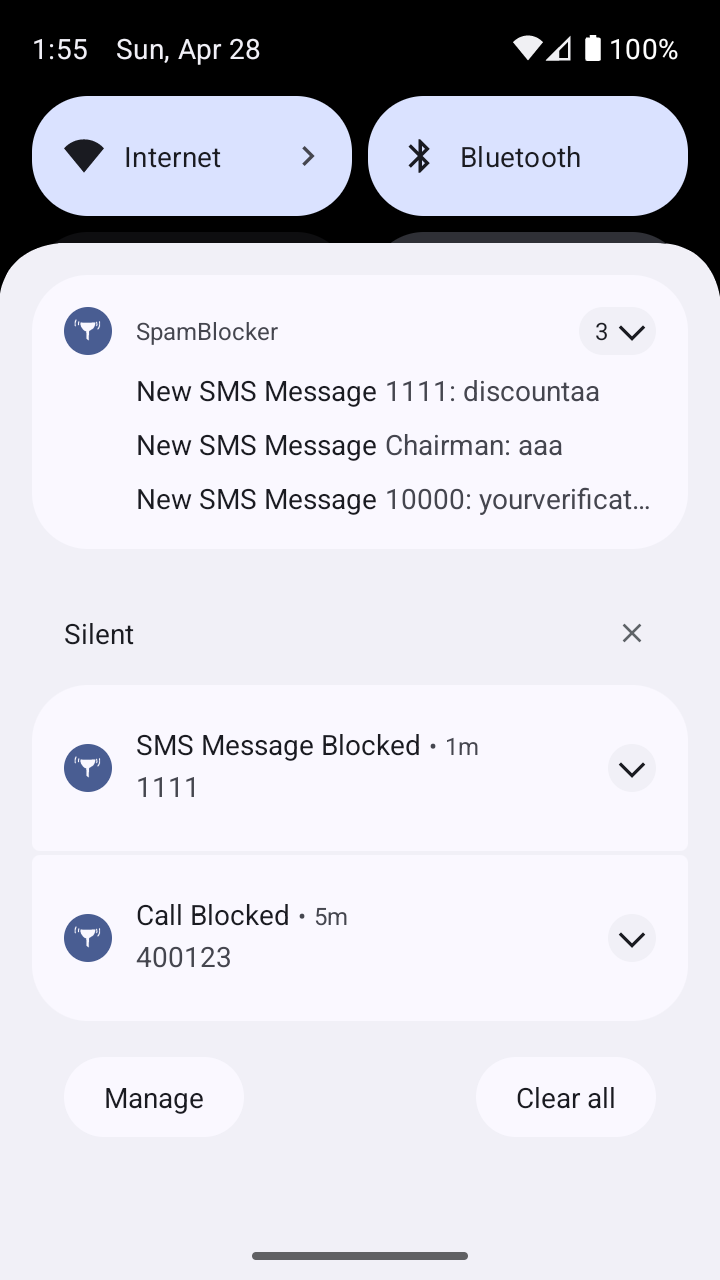 1:55 Sun, Apr 28 100%
Internet Bluetooth
SpamBlocker 3
New SMS Message 1111: discountaa
New SMS Message Chairman: aaa
New SMS Message 10000: yourverificat…
Silent
SMS Message Blocked • 1m
1111
Call Blocked • 5m
400123
Manage Clear all